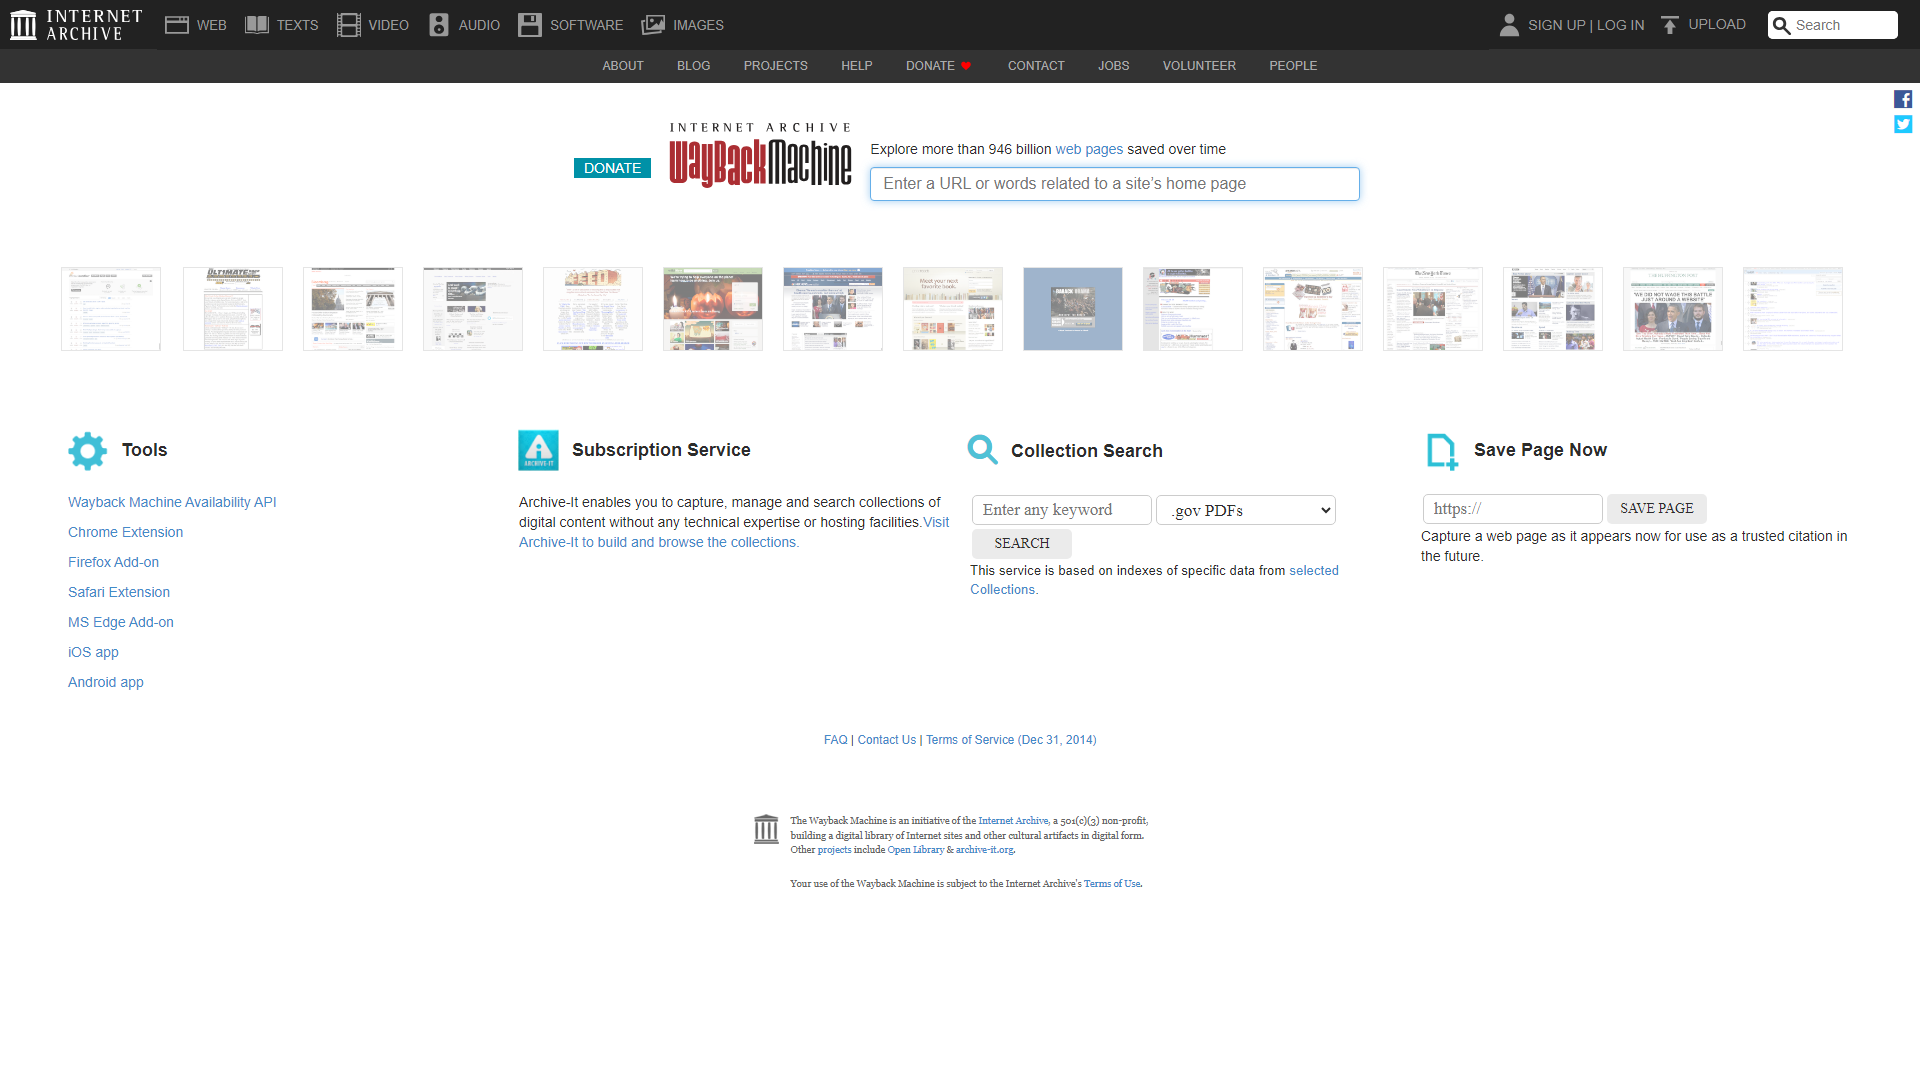 INTERNET ARCHIVE WEB TEXTS VIDEO AUDIO SOFTWARE IMAGES SIGN UP | LOG IN UPLOAD Search
ABOUT BLOG PROJECTS HELP DONATE CONTACT JOBS VOLUNTEER PEOPLE
INTERNET ARCHIVE
WayBackMachine
DONATE
Explore more than 946 billion web pages saved over time
Enter a URL or words related to a site’s home page
Tools
Wayback Machine Availability API
Chrome Extension
Firefox Add-on
Safari Extension
MS Edge Add-on
iOS app
Android app
ARCHIVE-IT
Subscription Service
Archive-It enables you to capture, manage and search collections of
digital content without any technical expertise or hosting facilities.Visit
Archive-It to build and browse the collections.
Collection Search
Enter any keyword .gov PDFs
SEARCH
This service is based on indexes of specific data from selected
Collections.
Save Page Now
https:// SAVE PAGE
Capture a web page as it appears now for use as a trusted citation in
the future.
FAQ | Contact Us | Terms of Service (Dec 31, 2014)
The Wayback Machine is an initiative of the Internet Archive, a 501(c)(3) non-profit,
building a digital library of Internet sites and other cultural artifacts in digital form.
Other projects include Open Library & archive-it.org.
Your use of the Wayback Machine is subject to the Internet Archive's Terms of Use.